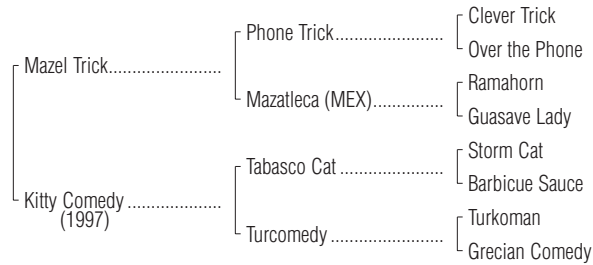 Clever Trick
Phone Trick........................
Over the Phone
Mazel Trick.........................
Ramahorn
Mazatleca (MEX)................
Guasave Lady
Storm Cat
Tabasco Cat .......................
Barbicue Sauce
Kitty Comedy .....................
(1997)
Turkoman
Turcomedy .........................
Grecian Comedy